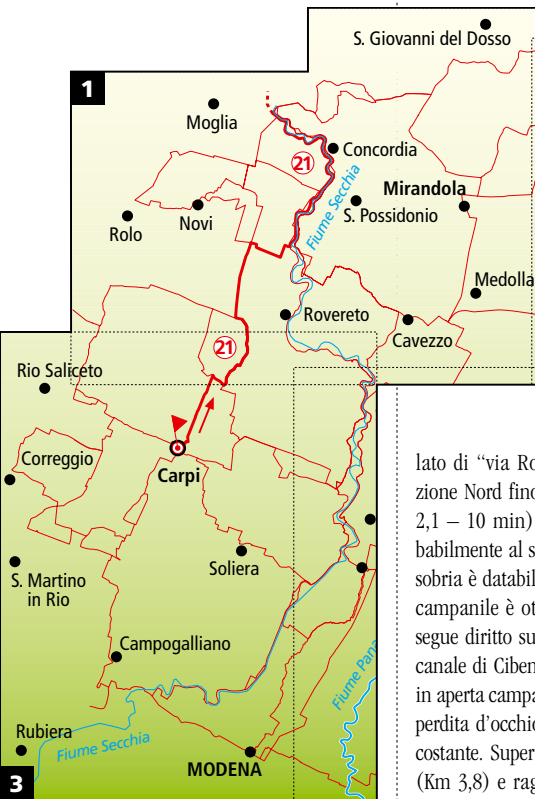 S. Giovanni del Dosso
1
Moglia
21
Concordia
Mirandola
S. Possidonio
Fiume Secchia
Rolo
Novi
Medolla
Rovereto
Cavezzo
21
Rio Saliceto
Correggio
Carpi
S. Martino
in Rio
Soliera
Campogalliano
Rubiera
Fiume Secchia
MODENA
3
lato di “via Ro
zione Nord fino
2,1 – 10 min)
babilmente al s
sobria è databil
campanile è ot
segue diritto su
canale di Ciben
in aperta campa
perdita d'occhio
costante. Super
(Km 3,8) e rag
Fiume Pana